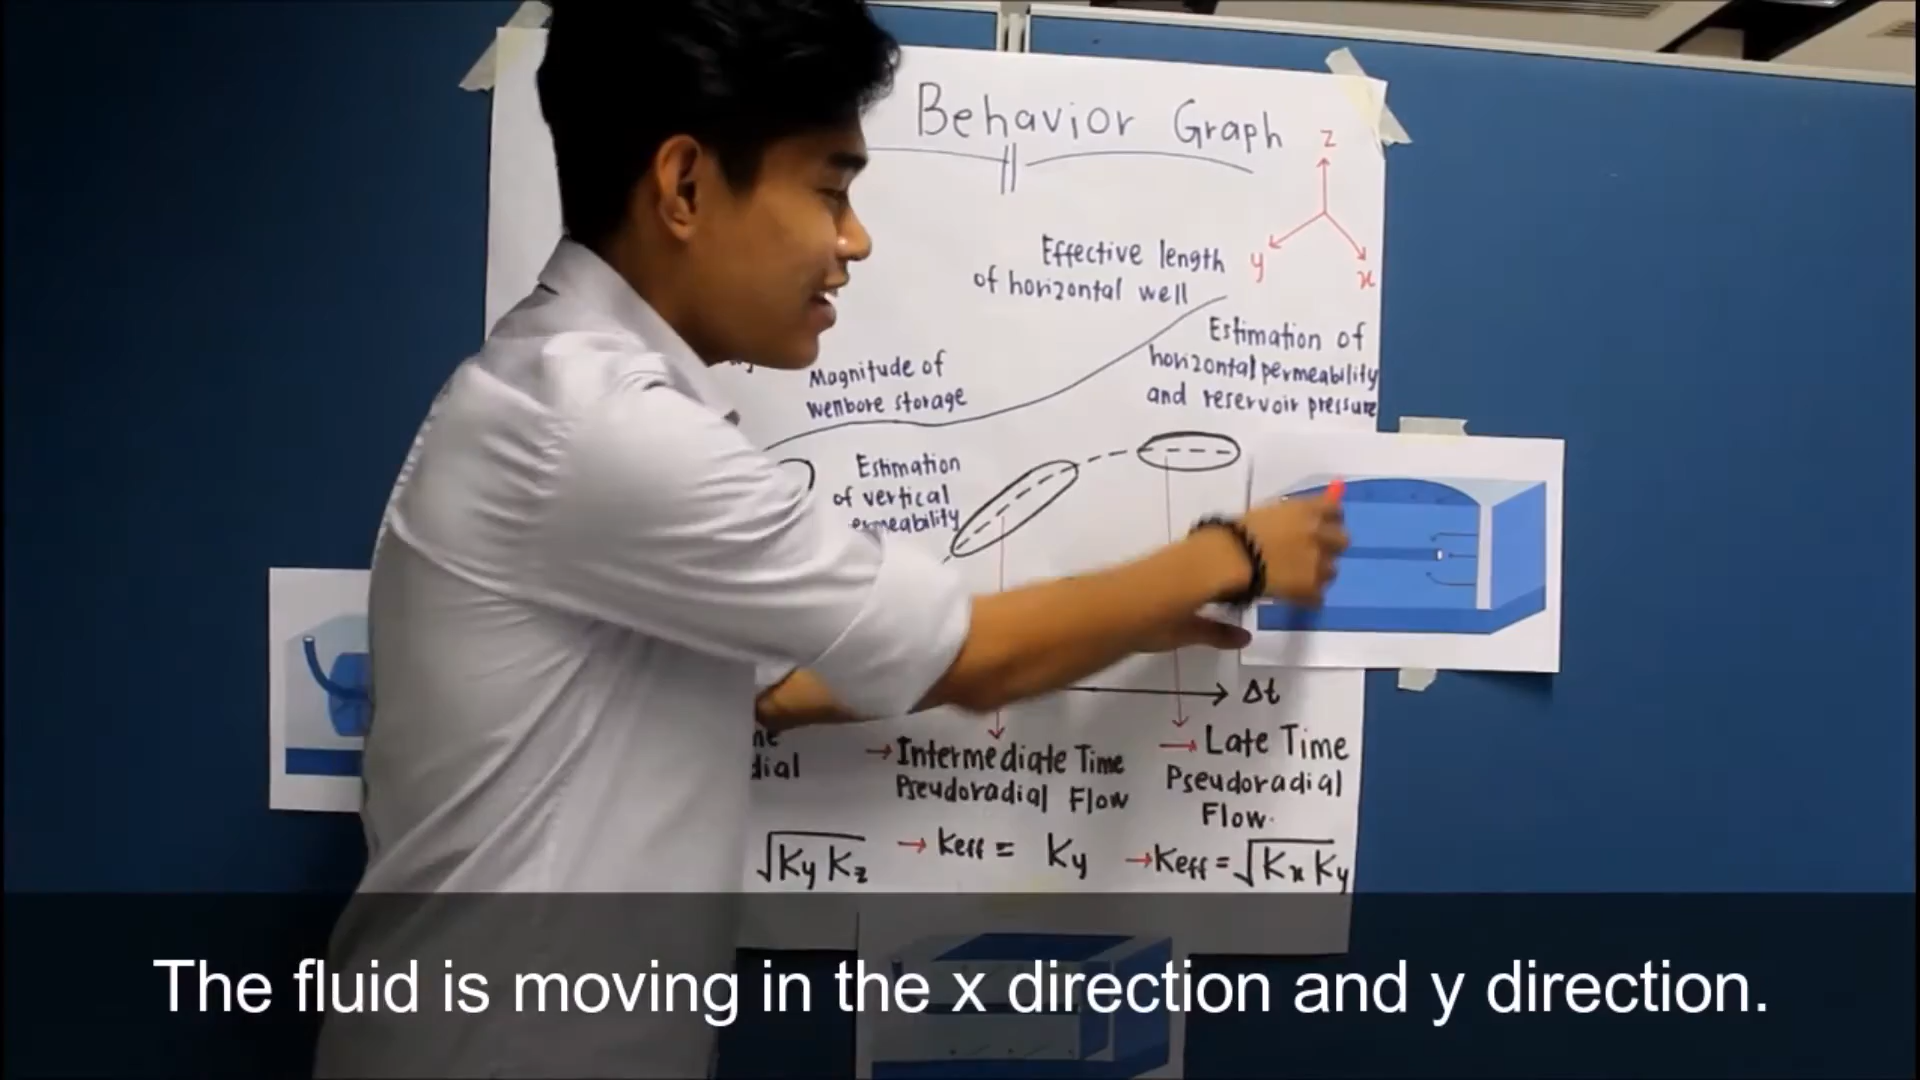 Behavior Graph
z
y
x
Effective length
of horizontal well
Estimation of
horizontal permeability
and reservoir pressure
Magnitude of
wellbore storage
Estimation
of vertical
ermeability
Δt
→ Intermediate Time
Pseudoradial Flow
→ Late Time
Pseudoradial
Flow.
dial
√Ky Kz
→ Keff = Ky
→ Keff = √Kx Ky
The fluid is moving in the x direction and y direction.